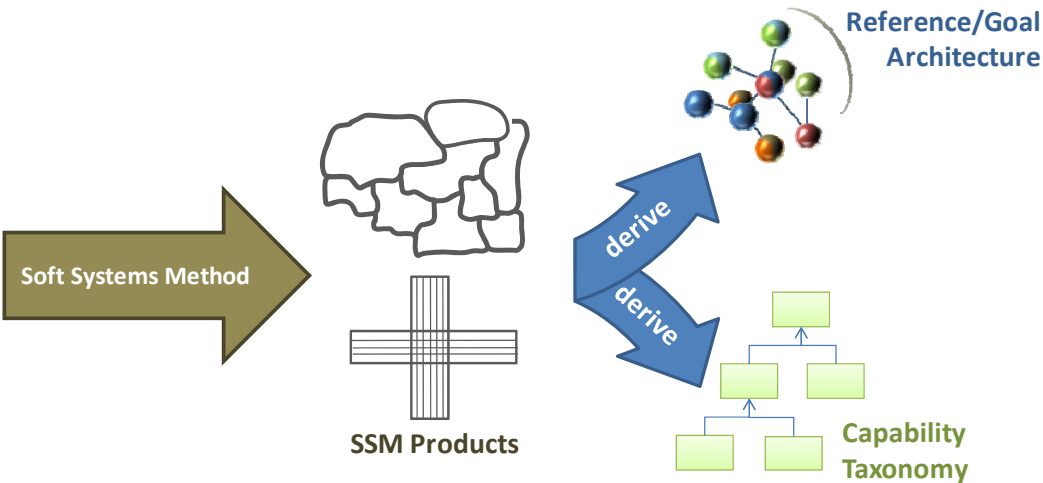 Reference/Goal
Architecture
derive
Soft Systems Method
derive
SSM Products
Capability
Taxonomy